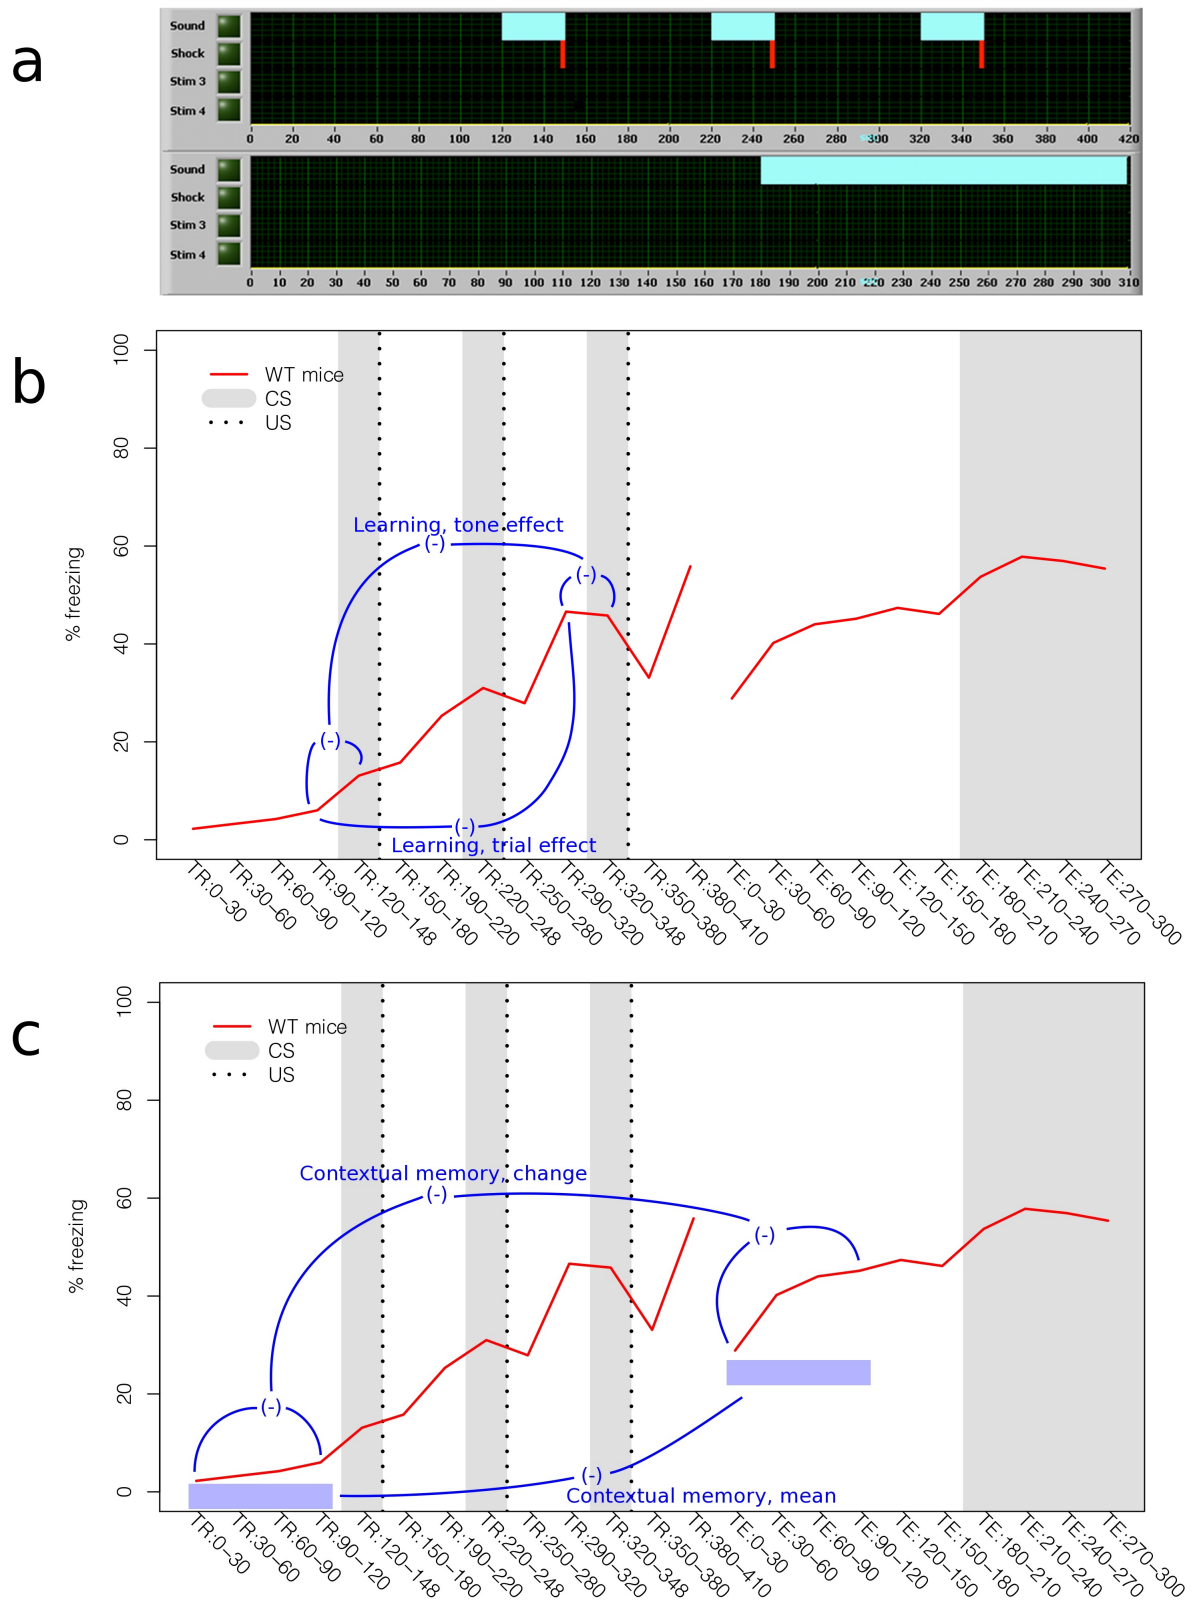 a
Sound
Shock
Stim 3
Stim 4
0 20 40 60 80 100 120 140 160 180 200 220 240 260 280 300 320 340 360 380 400 420
Sound
Shock
Stim 3
Stim 4
0 10 20 30 40 50 60 70 80 90 100 110 120 130 140 150 160 170 180 190 200 210 220 230 240 250 260 270 280 290 300 310
b
% freezing
100
80
60
40
20
0
WT mice
CS
US
Learning, tone effect
(-)
(-)
(-)
(-)
Learning, trial effect
TR:0–30
TR:30–60
TR:60–90
TR:90–120
TR:120–148
TR:150–180
TR:190–220
TR:220–248
TR:250–280
TR:290–320
TR:320–348
TR:350–380
TR:380–410
TE:0–30
TE:30–60
TE:60–90
TE:90–120
TE:120–150
TE:150–180
TE:180–210
TE:210–240
TE:240–270
TE:270–300
c
% freezing
100
80
60
40
20
0
WT mice
CS
US
Contextual memory, change
(-)
(-)
(-)
(-)
Contextual memory, mean
TR:0–30
TR:30–60
TR:60–90
TR:90–120
TR:120–148
TR:150–180
TR:190–220
TR:220–248
TR:250–280
TR:290–320
TR:320–348
TR:350–380
TR:380–410
TE:0–30
TE:30–60
TE:60–90
TE:90–120
TE:120–150
TE:150–180
TE:180–210
TE:210–240
TE:240–270
TE:270–300